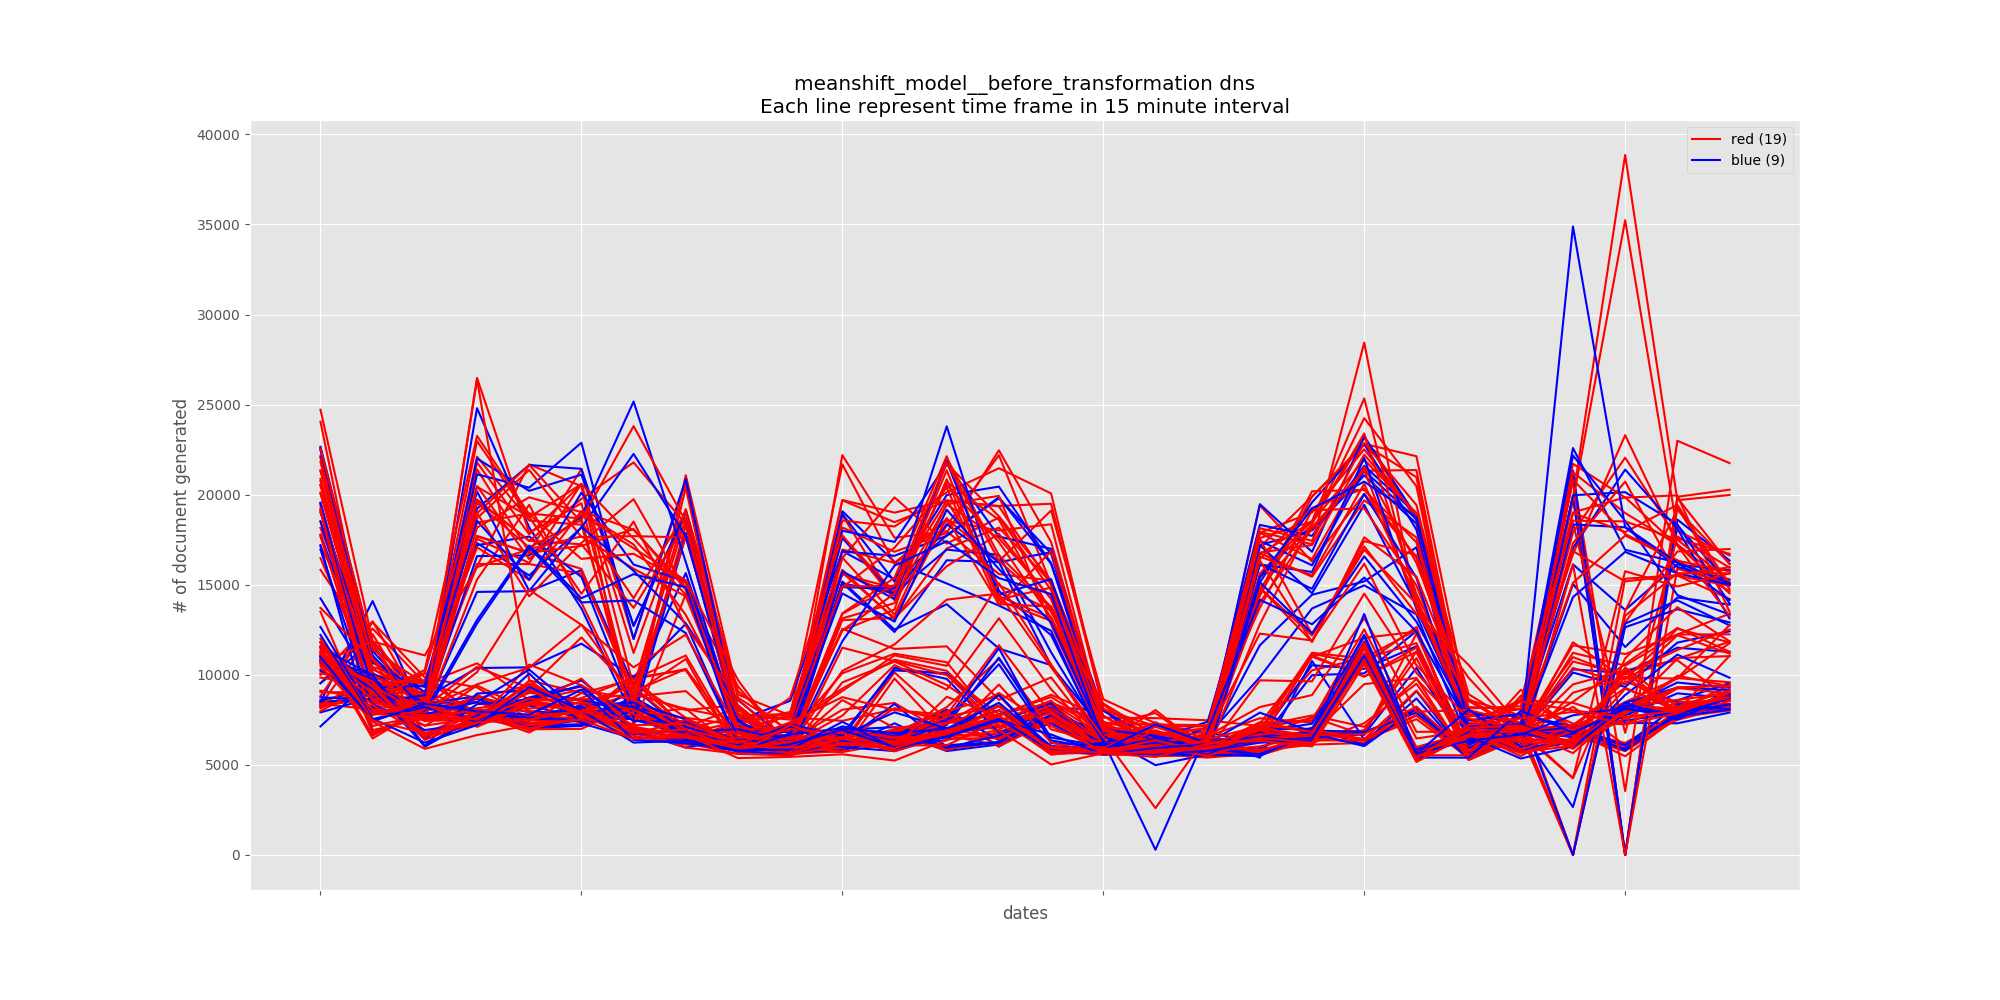 meanshift_model__before_transformation dns
Each line represent time frame in 15 minute interval
red (19)
blue (9)
40000
35000
30000
25000
20000
15000
10000
5000
0
# of document generated
dates